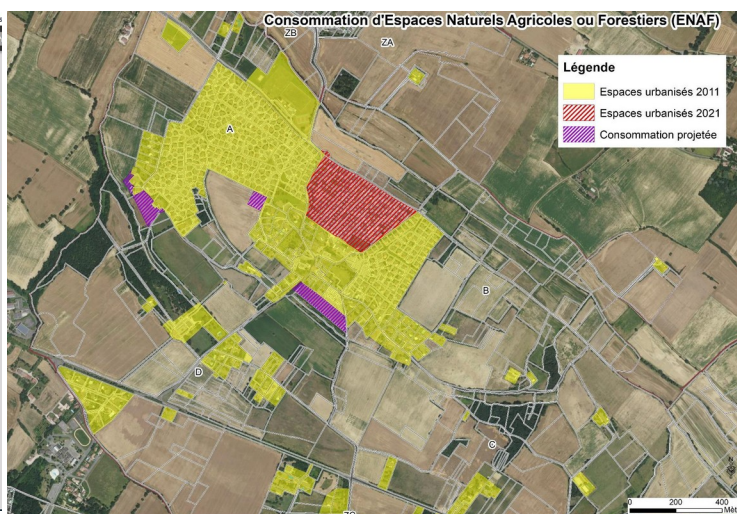 Consommation d'Espaces Naturels Agricoles ou Forestiers (ENAF)
ZB
ZA
Légende
Espaces urbanisés 2011
Espaces urbanisés 2021
Consommation projetée
A
B
D
C
0 200 400